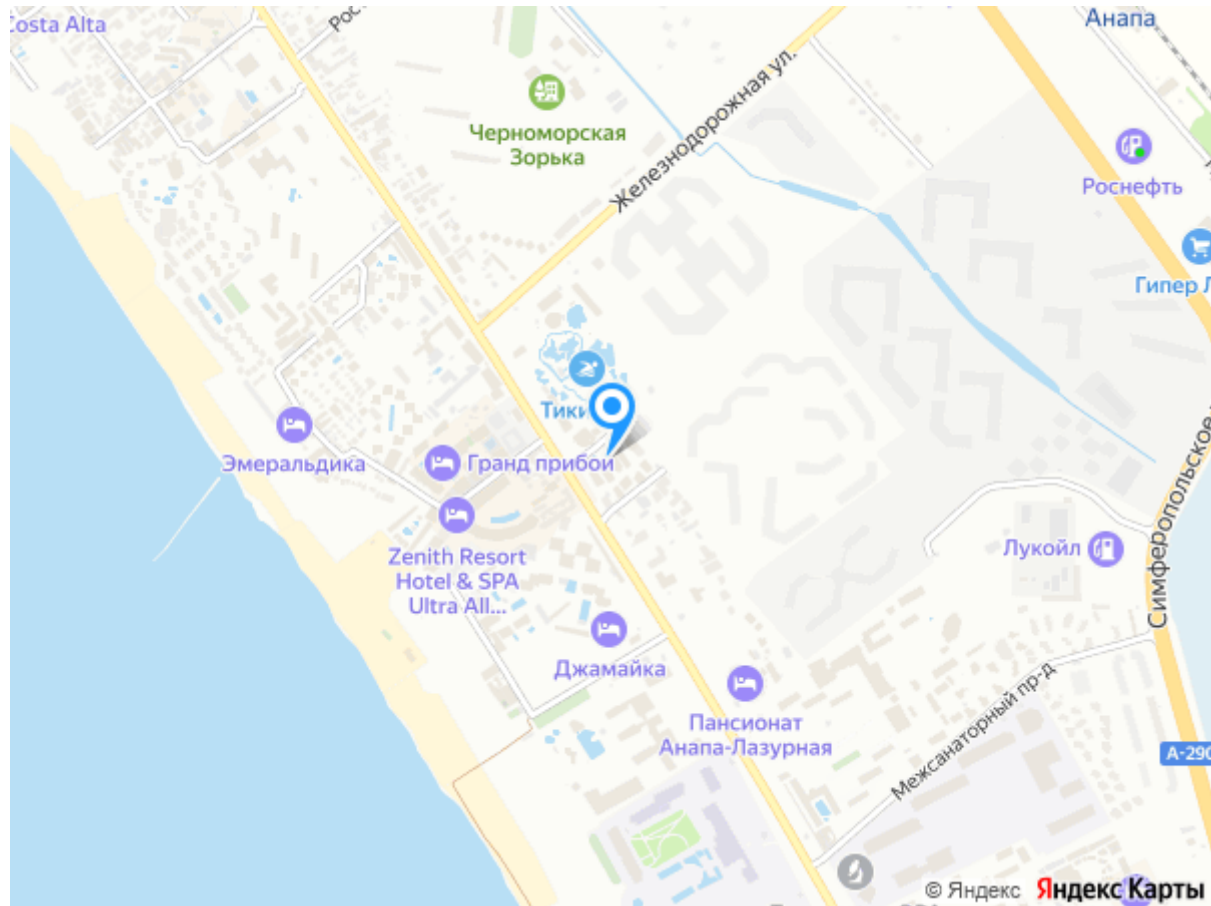 Costa Alta
Анапа
Черноморская
Зорька
Железнодорожная ул.
Роснефть
Гипер Л
Тики
Эмеральдика
Гранд прибой
Zenith Resort
Hotel & SPA
Ultra All...
Лукойл
Симферопольское
Джамайка
Пансионат
Анапа-Лазурная
Межсанаторный пр-д
А-290
© Яндекс Яндекс Карты